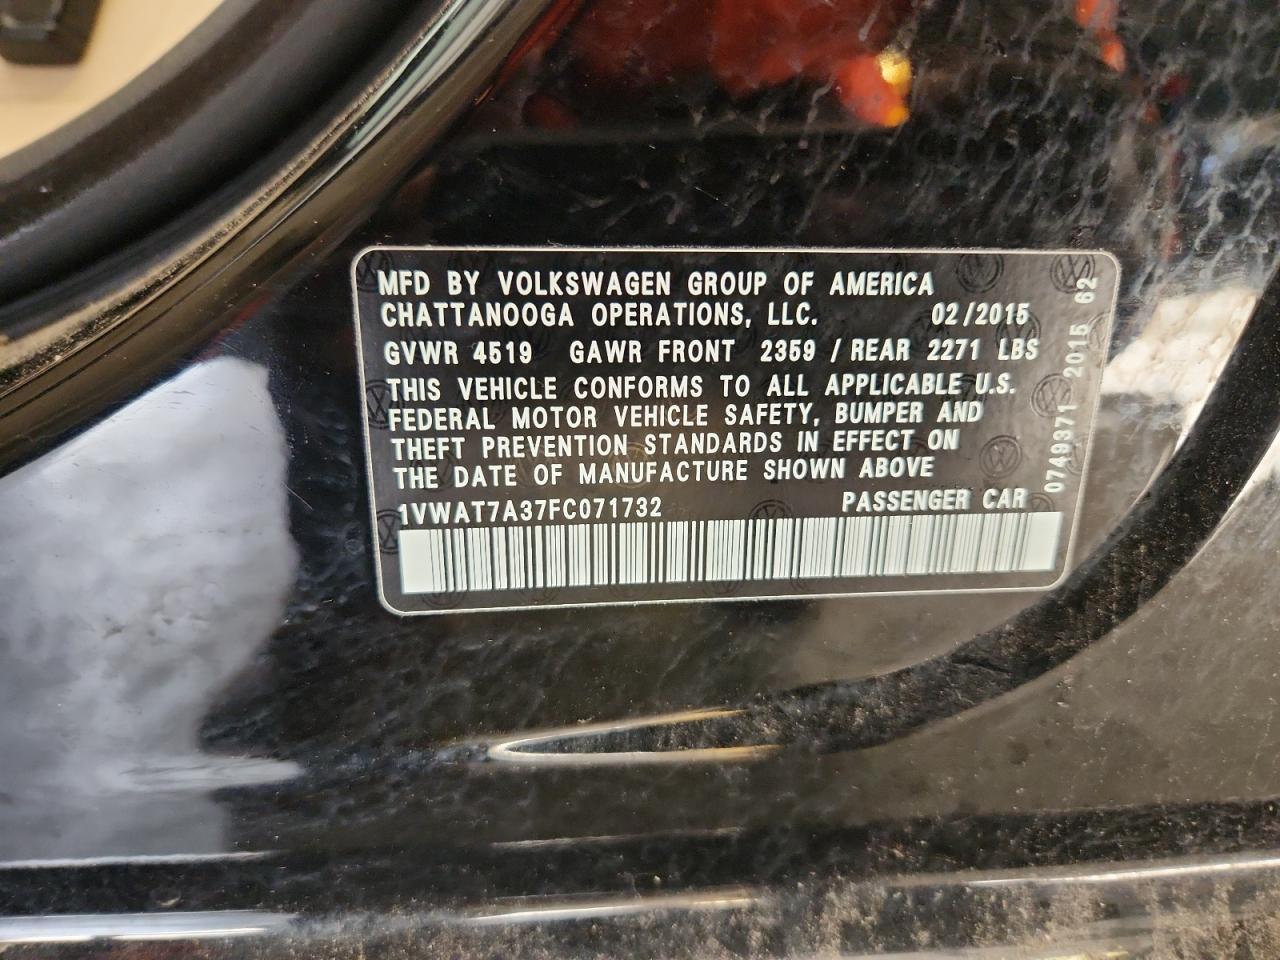 MFD BY VOLKSWAGEN GROUP OF AMERICA
CHATTANOOGA OPERATIONS, LLC. 02/2015
GVWR 4519 GAWR FRONT 2359 / REAR 2271 LBS
THIS VEHICLE CONFORMS TO ALL APPLICABLE U.S.
FEDERAL MOTOR VEHICLE SAFETY, BUMPER AND
THEFT PREVENTION STANDARDS IN EFFECT ON
THE DATE OF MANUFACTURE SHOWN ABOVE
1VWAT7A37FC071732 PASSENGER CAR
0749371 2015 62